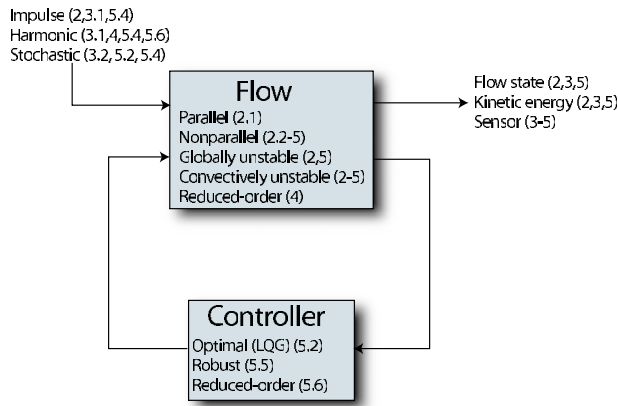 Impulse (2,3.1,5.4)
Harmonic (3.1,4,5.4,5.6)
Stochastic (3.2, 5.2, 5.4)
Flow
Parallel (2.1)
Nonparallel (2.2-5)
Globally unstable (2,5)
Convectively unstable (2-5)
Reduced-order (4)
Flow state (2,3,5)
Kinetic energy (2,3,5)
Sensor (3-5)
Controller
Optimal (LQG) (5.2)
Robust (5.5)
Reduced-order (5.6)